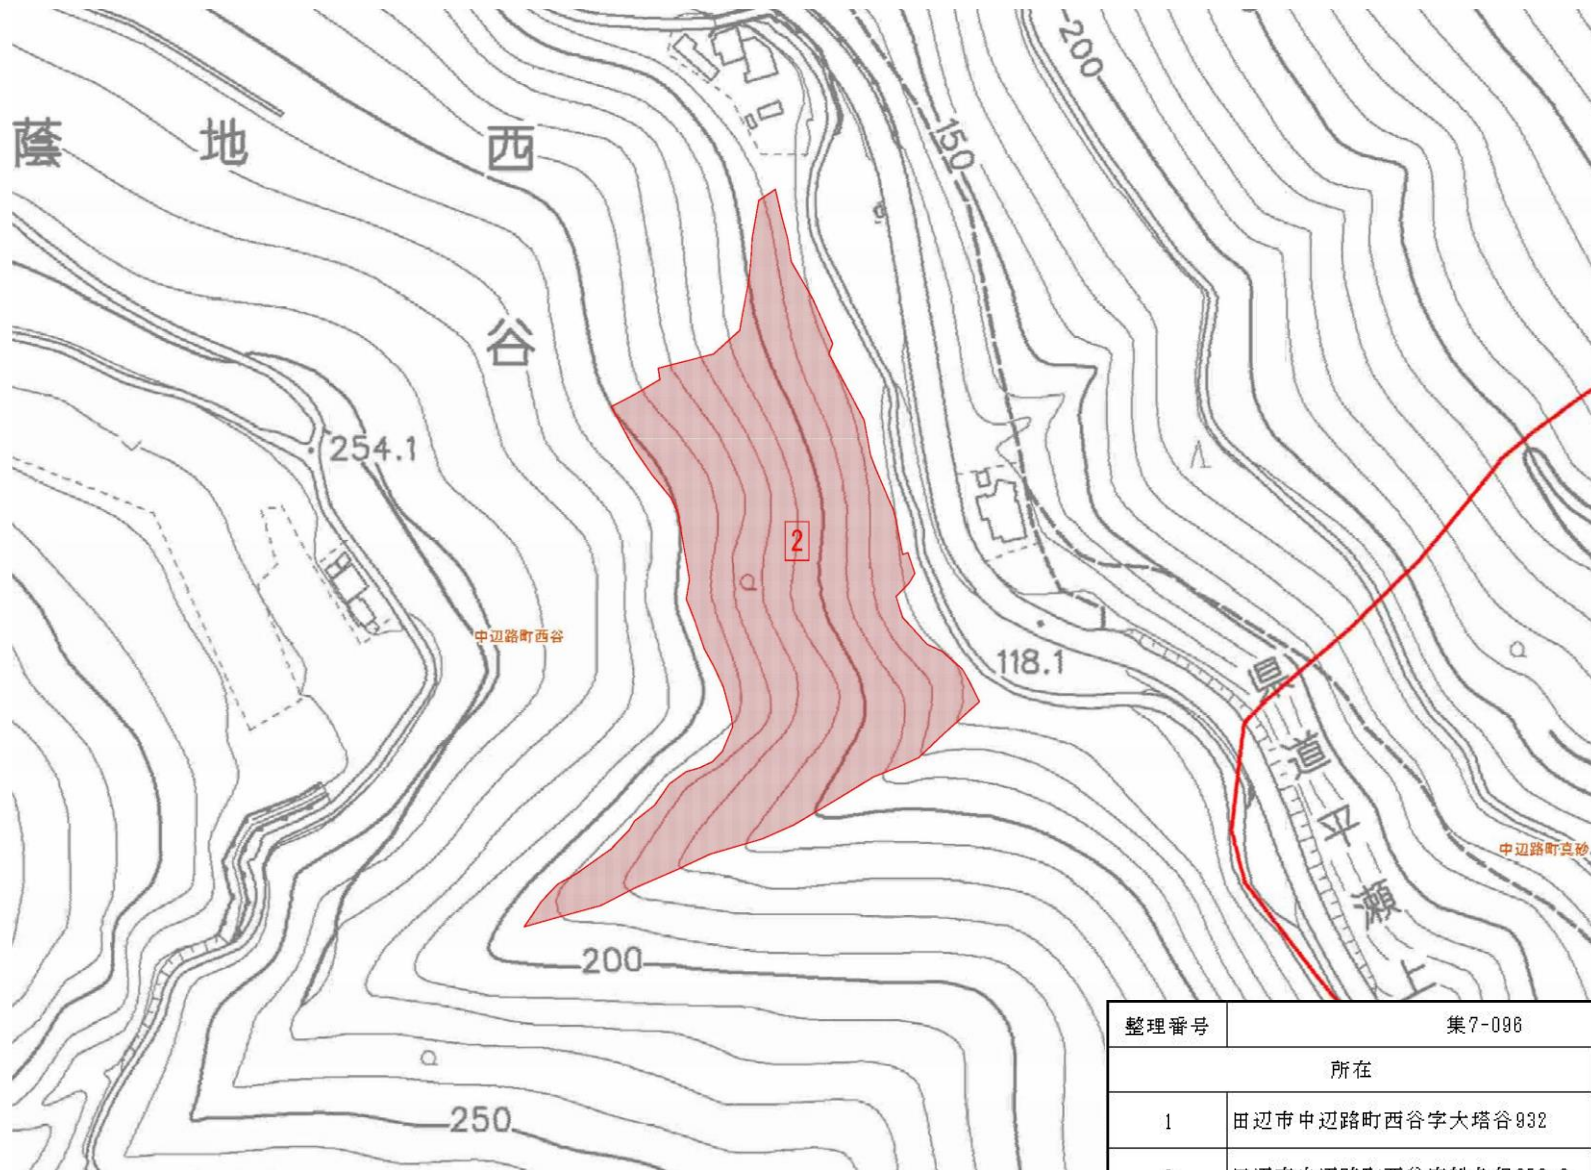 蔭地西谷
200
150
254.1
2
中辺路町西谷
118.1
県道平瀬上
中辺路町真砂
200
250
整理番号 集7-096
所在
1 田辺市中辺路町西谷字大塔谷932